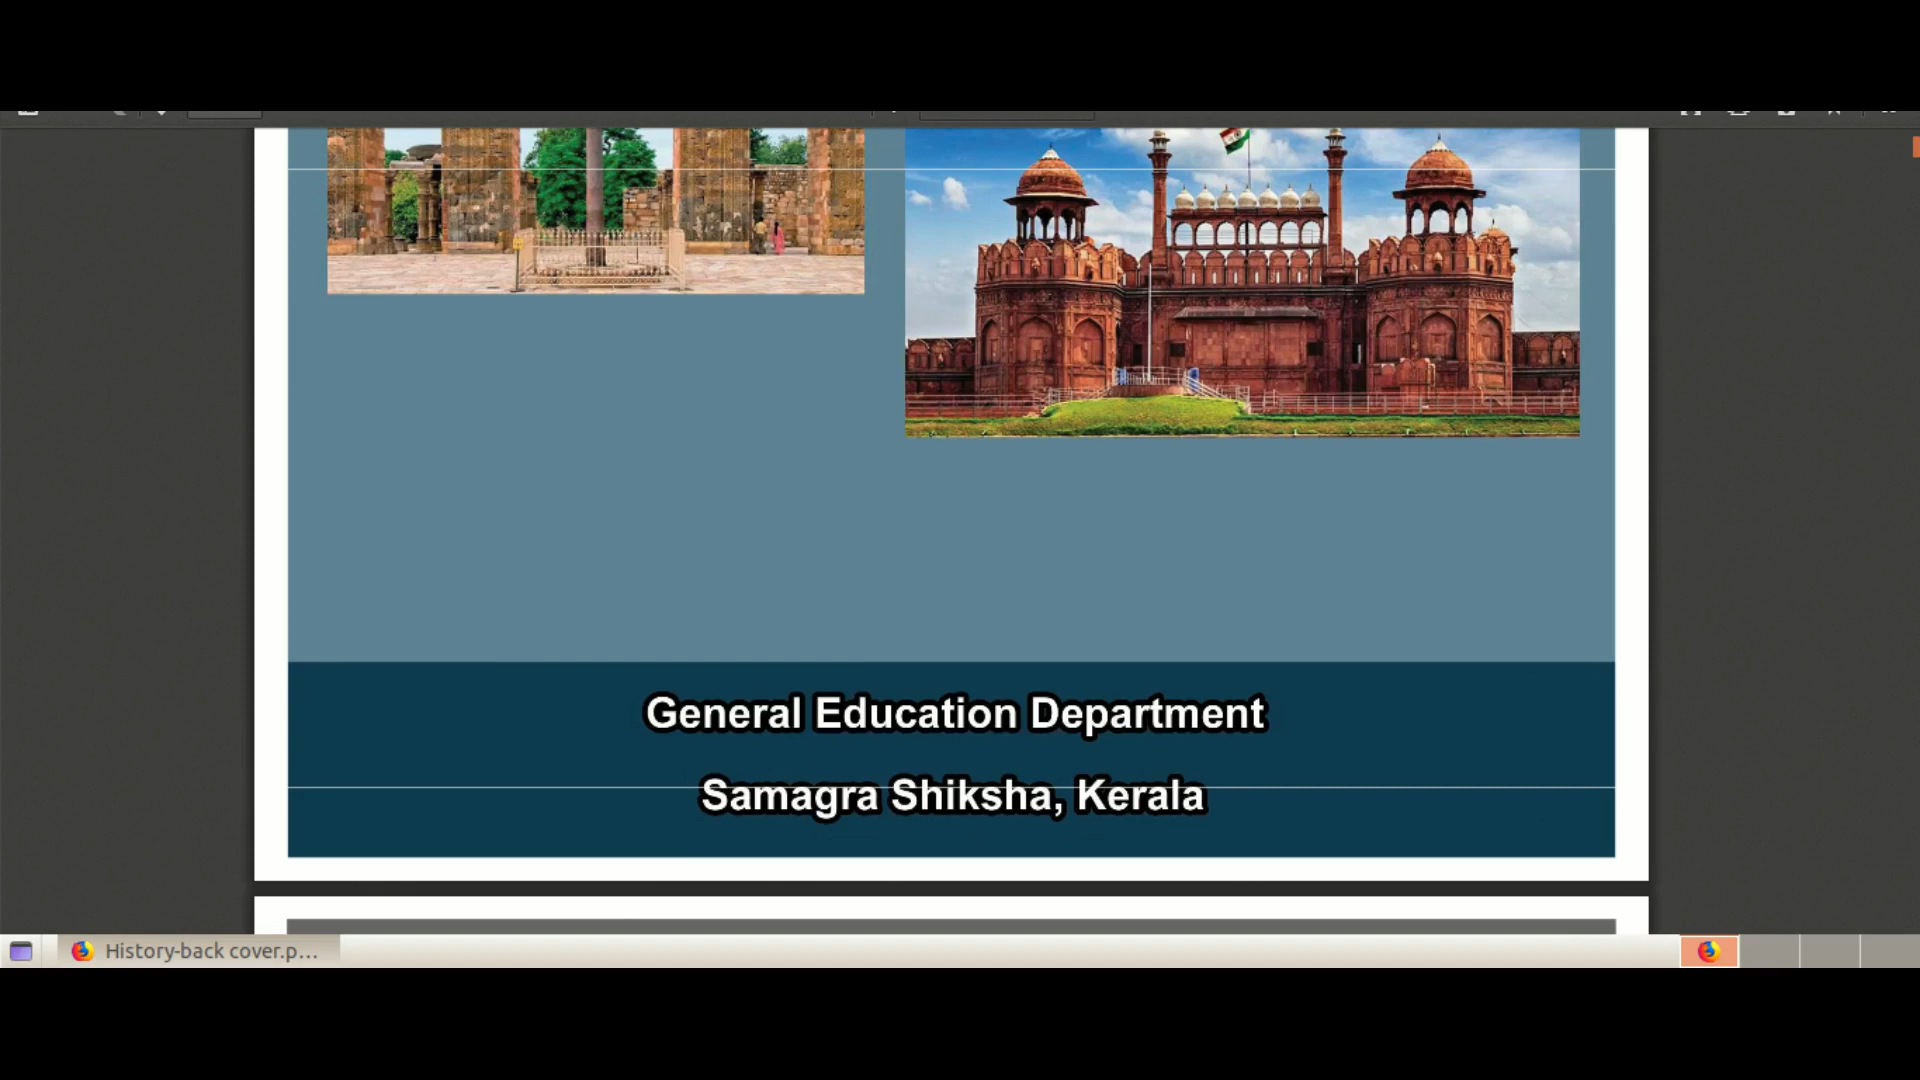 General Education Department
Samagra Shiksha, Kerala
History-back cover.p...